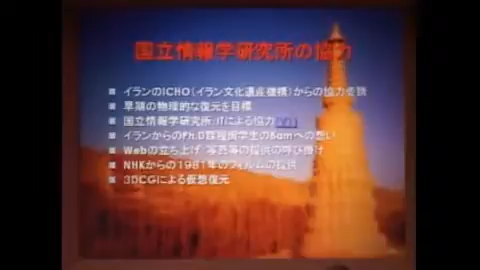 国立情報学研究所の協力
イランのICHO(イラン文化遺産機構)からの協力要請
早期の物理的な復元を目標
国立情報学研究所:ITによる協力
イランからのPh.D課程留学生のBamへの想い
Webの立ち上げ 写真等の提供の呼び掛け
NHKからの1981年のフィルムの提供
3DCGによる仮想復元